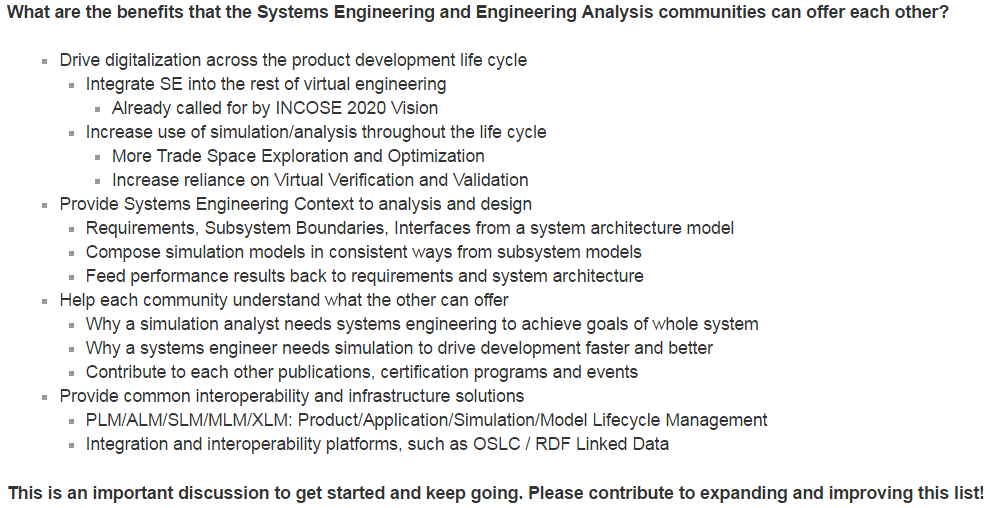 What are the benefits that the Systems Engineering and Engineering Analysis communities can offer each other?
Drive digitalization across the product development life cycle
Integrate SE into the rest of virtual engineering
Already called for by INCOSE 2020 Vision
Increase use of simulation/analysis throughout the life cycle
More Trade Space Exploration and Optimization
Increase reliance on Virtual Verification and Validation
Provide Systems Engineering Context to analysis and design
Requirements, Subsystem Boundaries, Interfaces from a system architecture model
Compose simulation models in consistent ways from subsystem models
Feed performance results back to requirements and system architecture
Help each community understand what the other can offer
Why a simulation analyst needs systems engineering to achieve goals of whole system
Why a systems engineer needs simulation to drive development faster and better
Contribute to each other publications, certification programs and events
Provide common interoperability and infrastructure solutions
PLM/ALM/SLM/MLM/XLM: Product/Application/Simulation/Model Lifecycle Management
Integration and interoperability platforms, such as OSLC / RDF Linked Data
This is an important discussion to get started and keep going. Please contribute to expanding and improving this list!